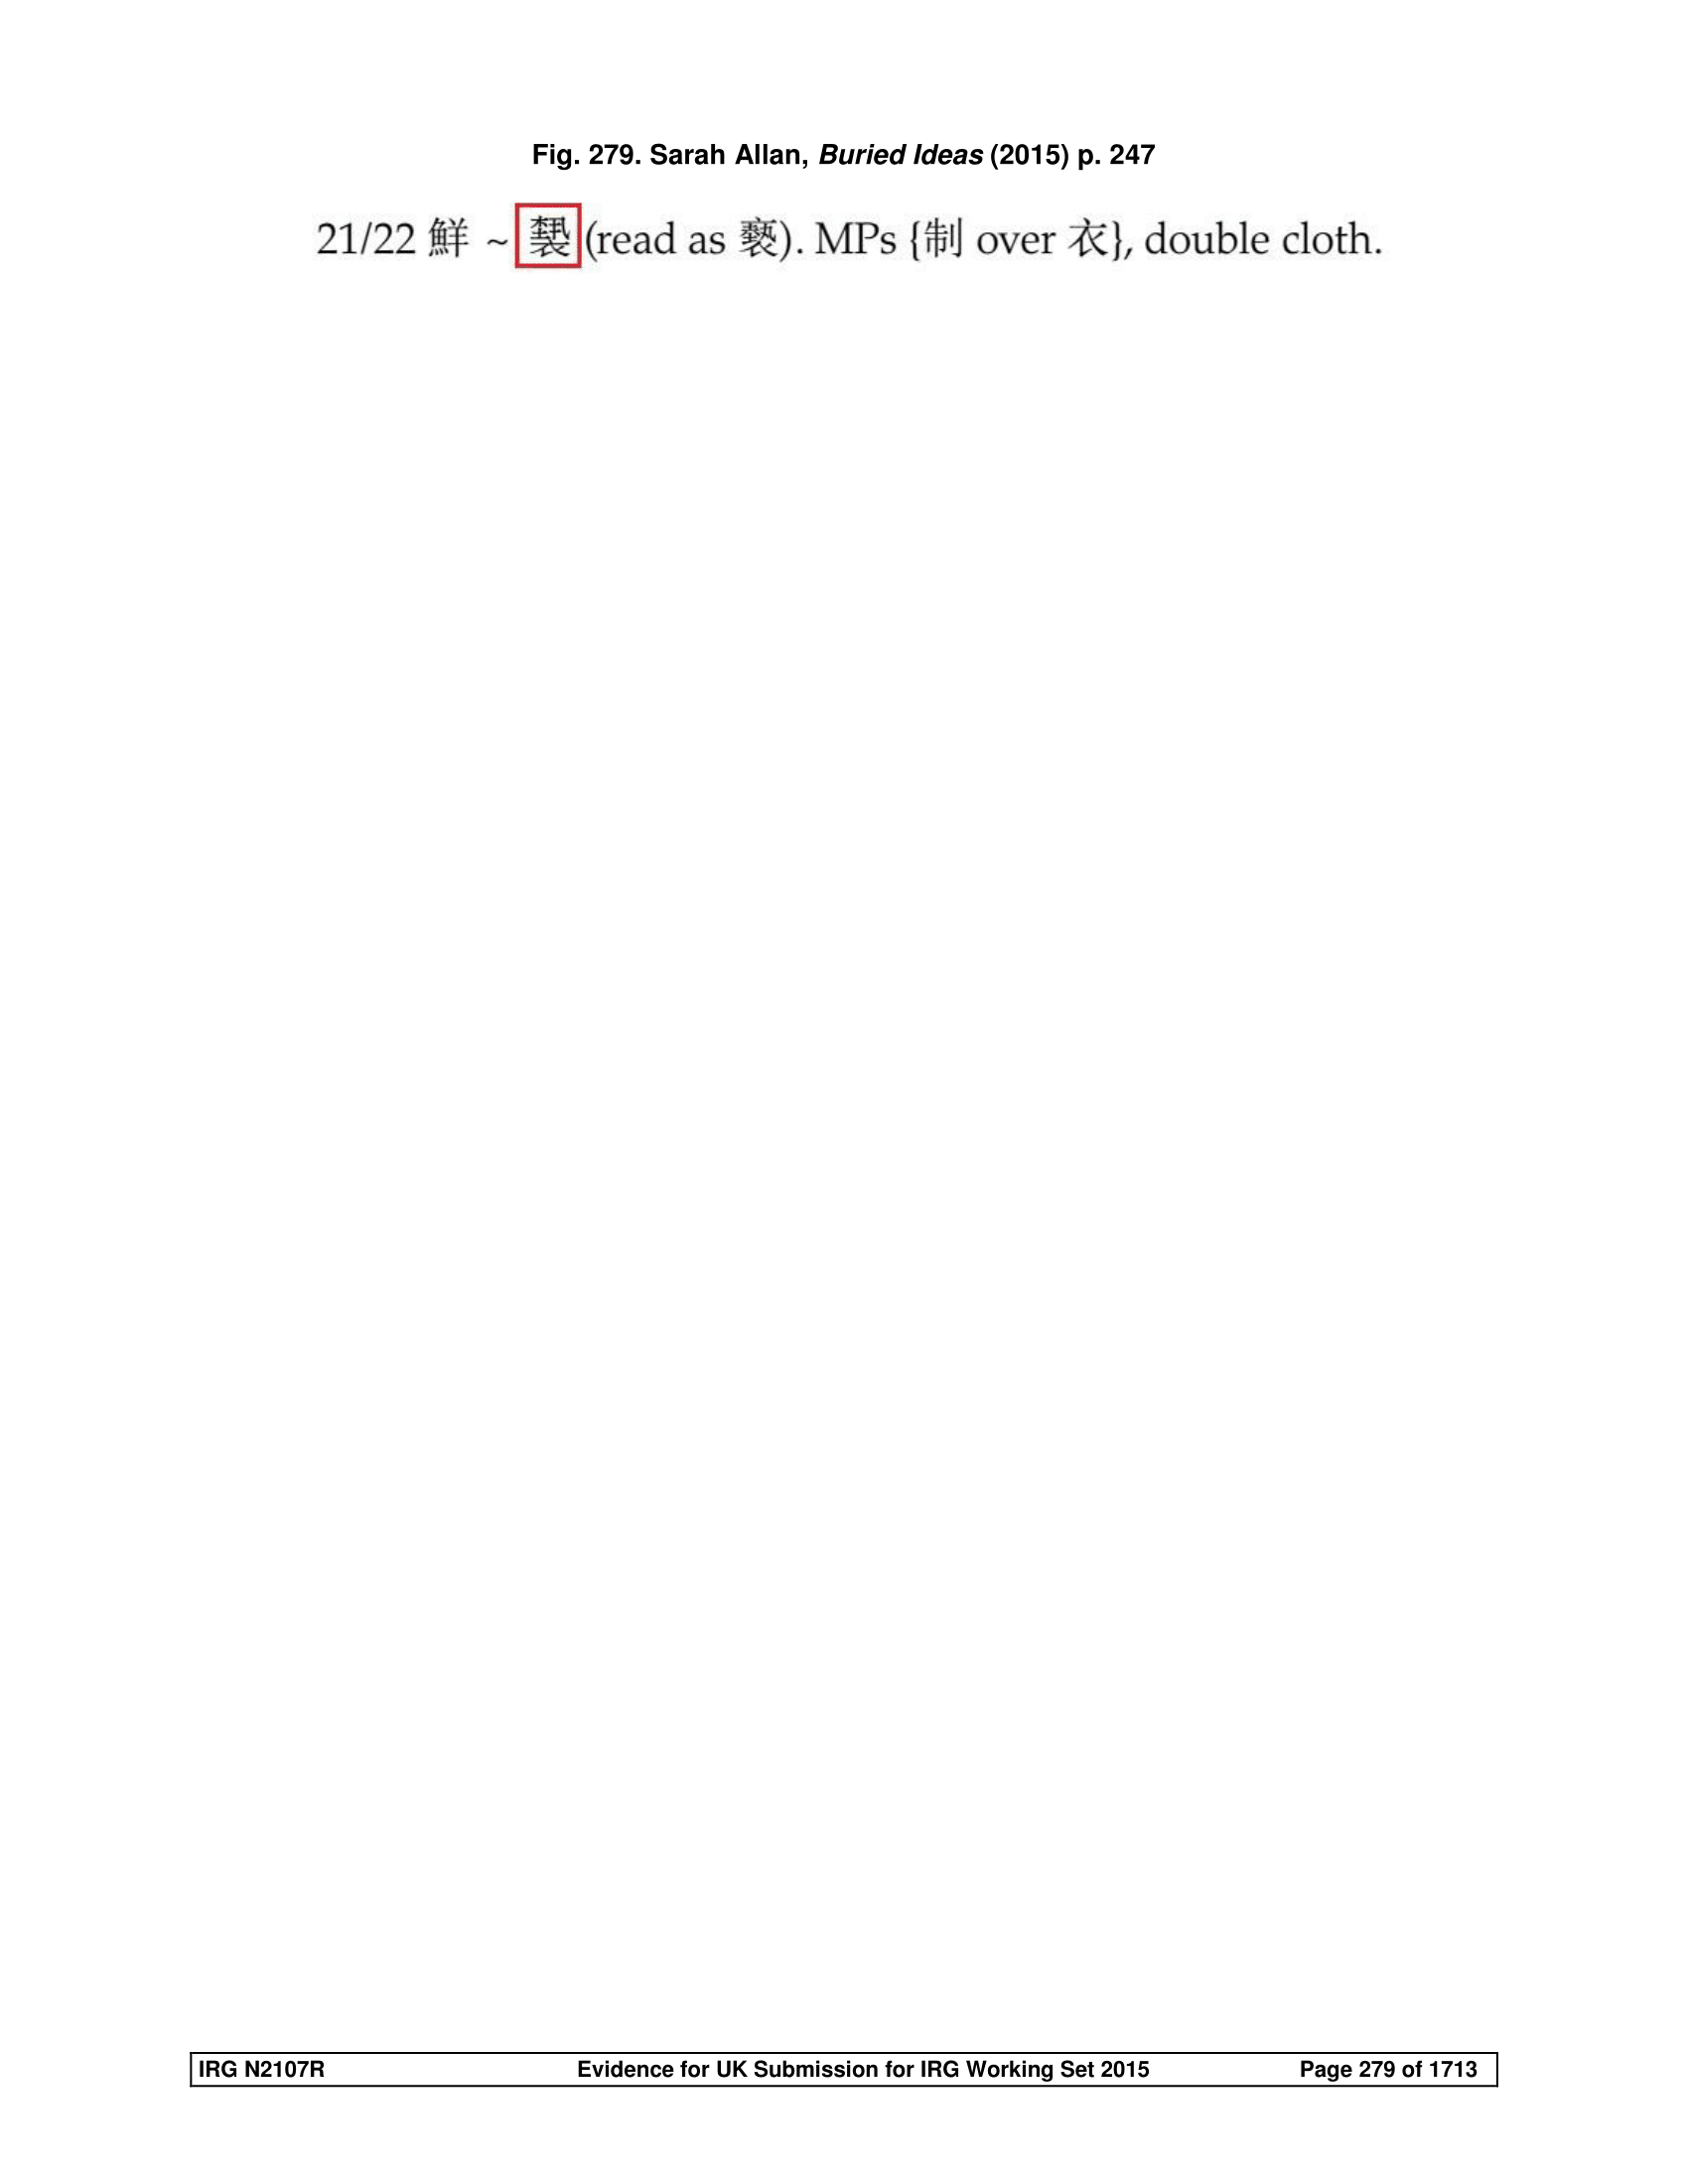 Fig. 279. Sarah Allan, Buried Ideas (2015) p. 247
21/22 鮮 ~ (read as 褻). MPs {制 over 衣}, double cloth.
IRG N2107R Evidence for UK Submission for IRG Working Set 2015 Page 279 of 1713